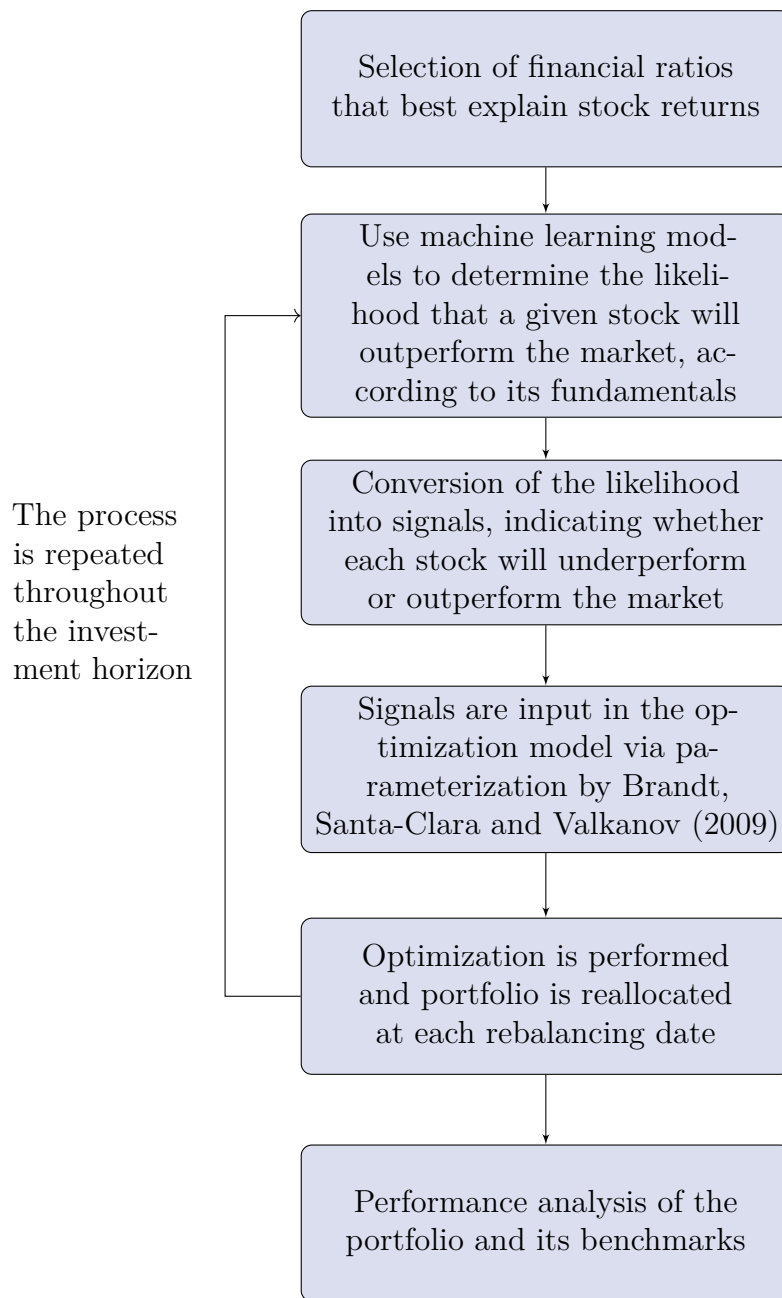 Selection of financial ratios
that best explain stock returns
Use machine learning mod-
els to determine the likeli-
hood that a given stock will
outperform the market, ac-
cording to its fundamentals
Conversion of the likelihood
into signals, indicating whether
each stock will underperform
or outperform the market
The process
is repeated
throughout
the invest-
ment horizon
Signals are input in the op-
timization model via pa-
rameterization by Brandt,
Santa-Clara and Valkanov (2009)
Optimization is performed
and portfolio is reallocated
at each rebalancing date
Performance analysis of the
portfolio and its benchmarks